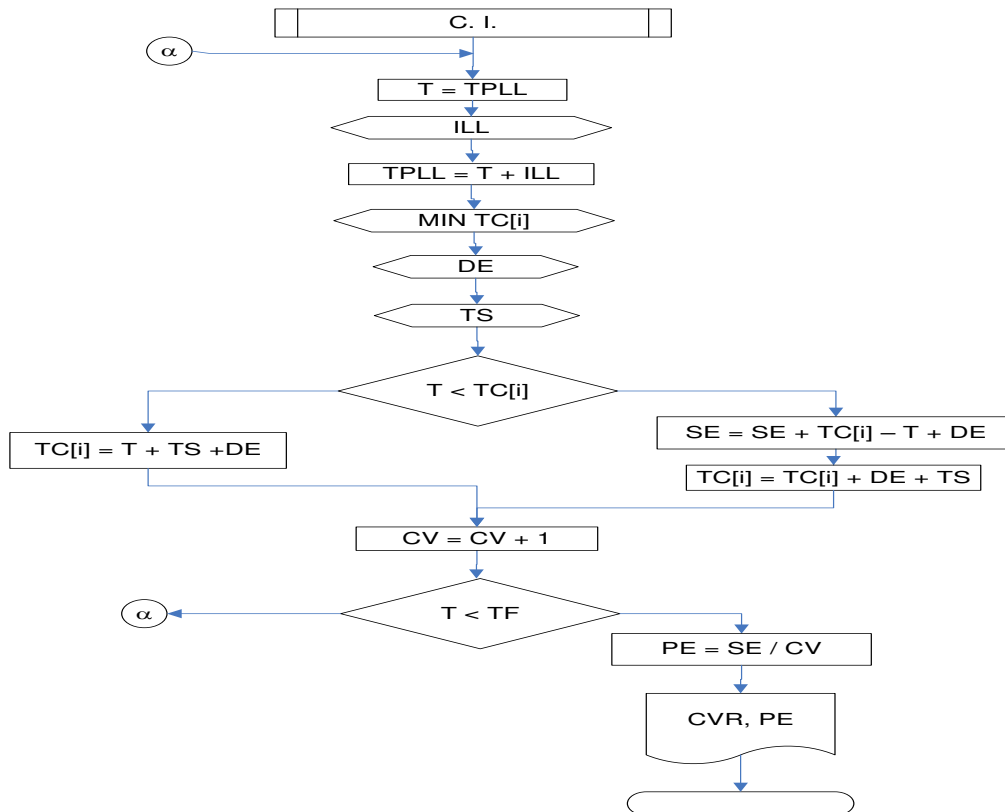 C. I.
α
T = TPLL
ILL
TPLL = T + ILL
MIN TC[i]
DE
TS
T < TC[i]
TC[i] = T + TS +DE
SE = SE + TC[i] – T + DE
TC[i] = TC[i] + DE + TS
CV = CV + 1
α
T < TF
PE = SE / CV
CVR, PE